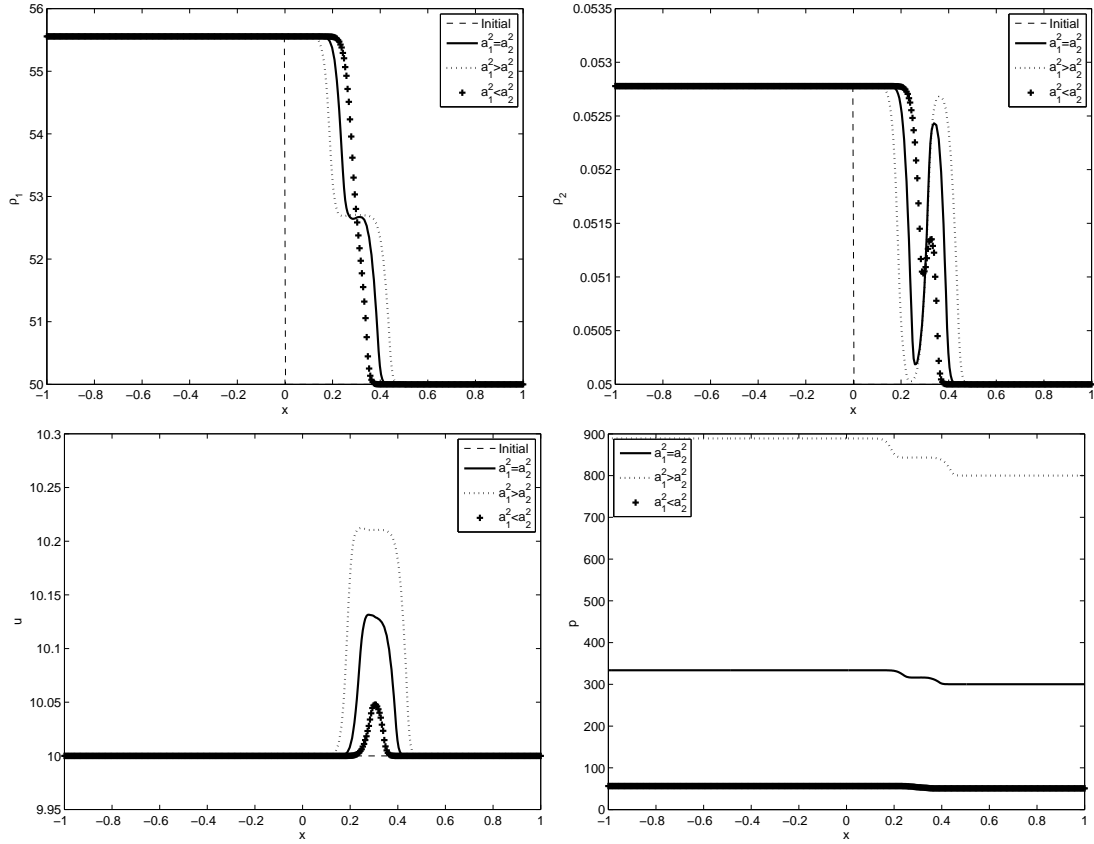 56
55
54
53
52
51
50
ρ₁
−1 −0.8 −0.6 −0.4 −0.2 0 0.2 0.4 0.6 0.8 1
x
Initial
a₁²=a₂²
a₁²>a₂²
a₁²<a₂²
0.0535
0.053
0.0525
0.052
0.0515
0.051
0.0505
0.05
ρ₂
−1 −0.8 −0.6 −0.4 −0.2 0 0.2 0.4 0.6 0.8 1
x
Initial
a₁²=a₂²
a₁²>a₂²
a₁²<a₂²
10.3
10.25
10.2
10.15
10.1
10.05
10
9.95
u
−1 −0.8 −0.6 −0.4 −0.2 0 0.2 0.4 0.6 0.8 1
x
Initial
a₁²=a₂²
a₁²>a₂²
a₁²<a₂²
900
800
700
600
500
400
300
200
100
0
p
−1 −0.8 −0.6 −0.4 −0.2 0 0.2 0.4 0.6 0.8 1
x
a₁²=a₂²
a₁²>a₂²
a₁²<a₂²